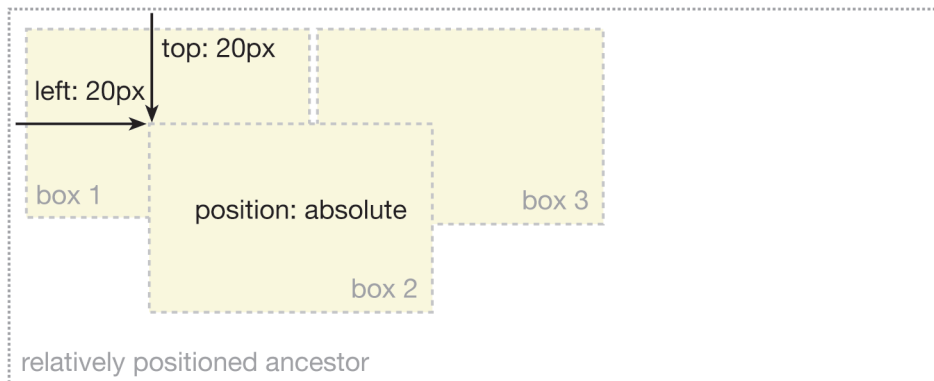 top: 20px
left: 20px
box 1
position: absolute
box 3
box 2
relatively positioned ancestor